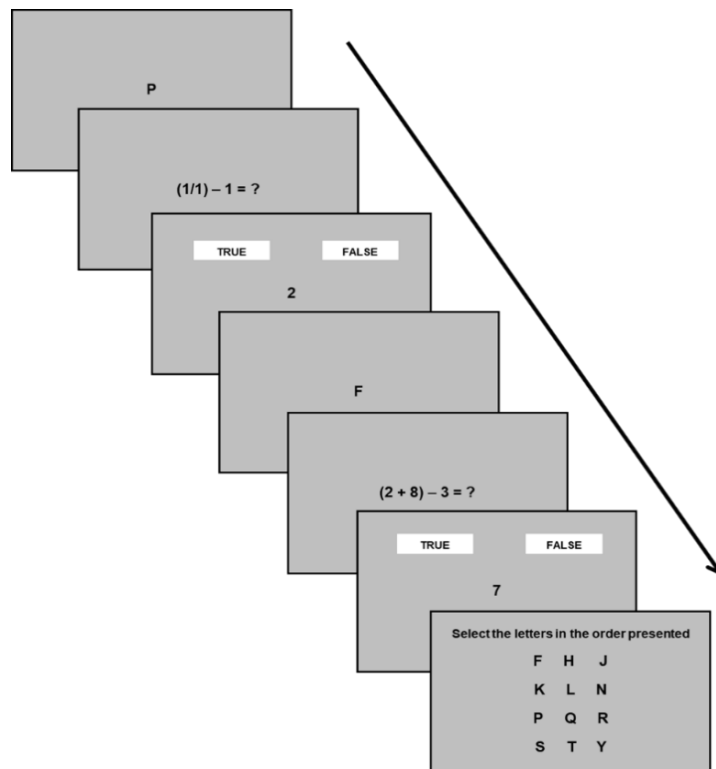 P
(1/1) – 1 = ?
TRUE FALSE
2
F
(2 + 8) – 3 = ?
TRUE FALSE
7
Select the letters in the order presented
F H J
K L N
P Q R
S T Y